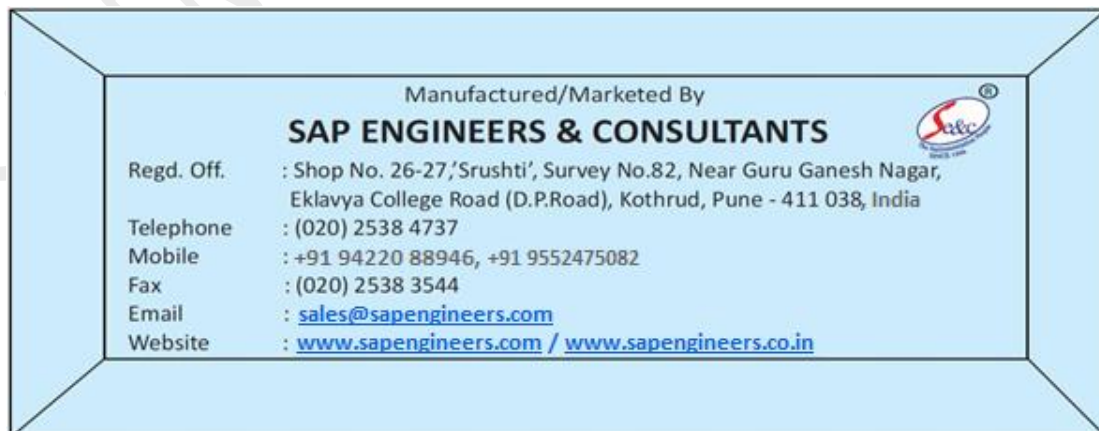 Manufactured/Marketed By
SAP ENGINEERS & CONSULTANTS
®
Se&c
Regd. Off. : Shop No. 26-27,'Srushti', Survey No.82, Near Guru Ganesh Nagar,
Eklavya College Road (D.P.Road), Kothrud, Pune - 411 038, India
Telephone : (020) 2538 4737
Mobile : +91 94220 88946, +91 9552475082
Fax : (020) 2538 3544
Email : sales@sapengineers.com
Website : www.sapengineers.com / www.sapengineers.co.in